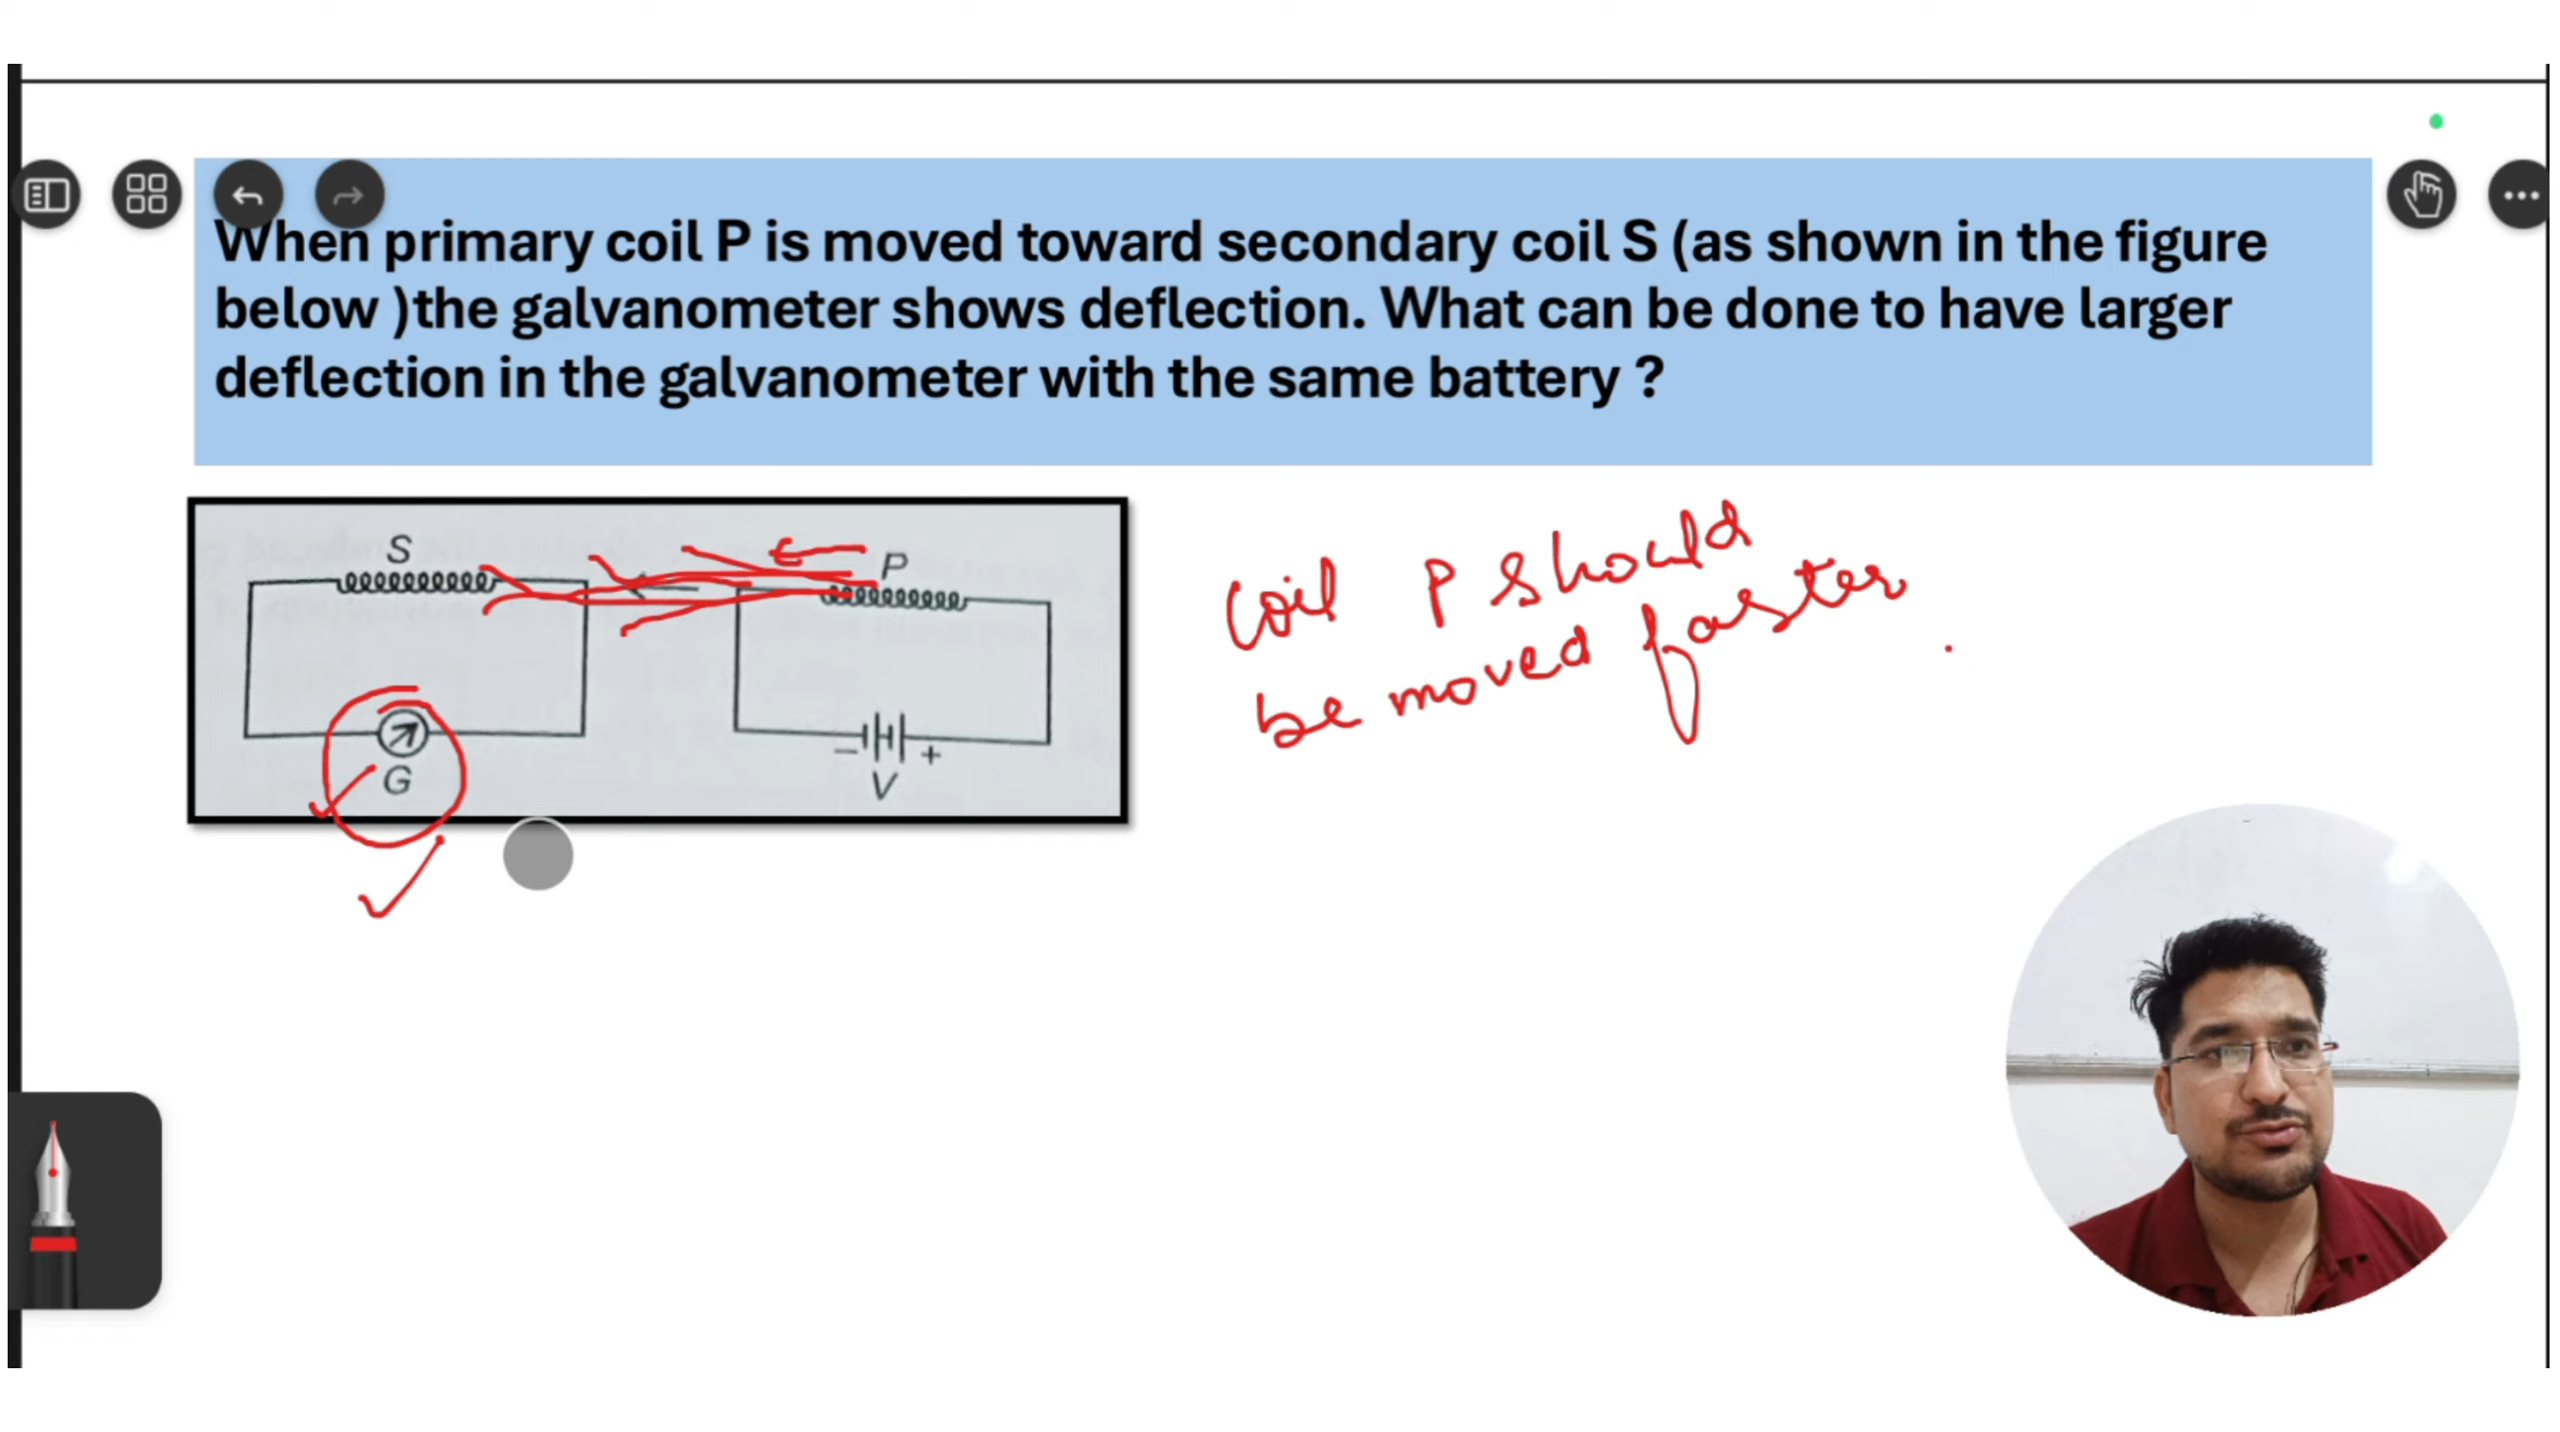 When primary coil P is moved toward secondary coil S (as shown in the figure
below )the galvanometer shows deflection. What can be done to have larger
deflection in the galvanometer with the same battery ?
S
P
G
− +
V
Coil P should
be moved faster.